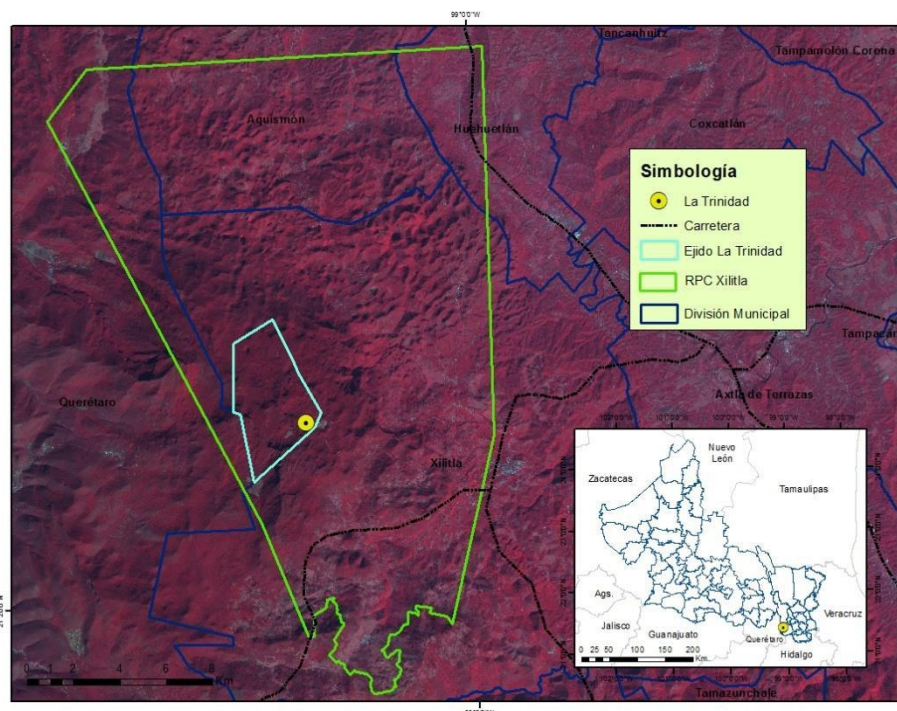 99°0'0"W
Tancanhuitz
Tampamolón Corona
Aquismón
Huehuetlán
Coxcatlán
Simbología
La Trinidad
Carretera
Ejido La Trinidad
RPC Xilitla
División Municipal
Querétaro
Xilitla
Axtla de Terrazas
Nuevo
León
Zacatecas
Tamaulipas
Ags.
Jalisco
Guanajuato
Querétaro
Hidalgo
Veracruz
0 25 50 100 150 200
Km
0 1 2 4 6 8
Km
Tamazunchale